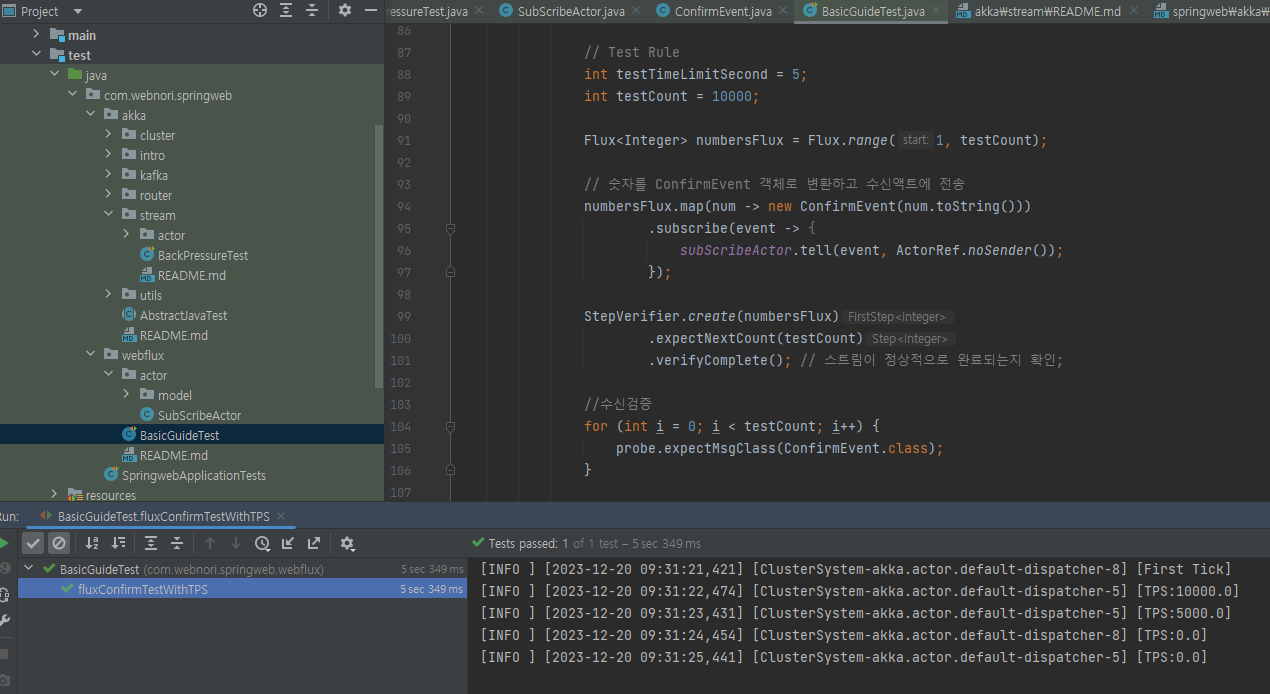 Project
ressureTest.java
SubScribeActor.java
ConfirmEvent.java
BasicGuideTest.java
akka₩stream₩README.md
springweb₩akka₩
main
test
java
com.webnori.springweb
akka
cluster
intro
kafka
router
stream
actor
BackPressureTest
README.md
utils
AbstractJavaTest
README.md
webflux
actor
model
SubScribeActor
BasicGuideTest
README.md
SpringwebApplicationTests
resources
86
87 // Test Rule
88 int testTimeLimitSecond = 5;
89 int testCount = 10000;
90
91 Flux<Integer> numbersFlux = Flux.range( start: 1, testCount);
92
93 // 숫자를 ConfirmEvent 객체로 변환하고 수신액트에 전송
94 numbersFlux.map(num -> new ConfirmEvent(num.toString()))
95 .subscribe(event -> {
96 subScribeActor.tell(event, ActorRef.noSender());
97 });
98
99 StepVerifier.create(numbersFlux) FirstStep<Integer>
100 .expectNextCount(testCount) Step<Integer>
101 .verifyComplete(); // 스트림이 정상적으로 완료되는지 확인;
102
103 //수신검증
104 for (int i = 0; i < testCount; i++) {
105 probe.expectMsgClass(ConfirmEvent.class);
106 }
107
un: BasicGuideTest.fluxConfirmTestWithTPS
Tests passed: 1 of 1 test – 5 sec 349 ms
BasicGuideTest (com.webnori.springweb.webflux) 5 sec 349 ms
fluxConfirmTestWithTPS 5 sec 349 ms
[INFO ] [2023-12-20 09:31:21,421] [ClusterSystem-akka.actor.default-dispatcher-8] [First Tick]
[INFO ] [2023-12-20 09:31:22,474] [ClusterSystem-akka.actor.default-dispatcher-5] [TPS:10000.0]
[INFO ] [2023-12-20 09:31:23,431] [ClusterSystem-akka.actor.default-dispatcher-5] [TPS:5000.0]
[INFO ] [2023-12-20 09:31:24,454] [ClusterSystem-akka.actor.default-dispatcher-8] [TPS:0.0]
[INFO ] [2023-12-20 09:31:25,441] [ClusterSystem-akka.actor.default-dispatcher-5] [TPS:0.0]